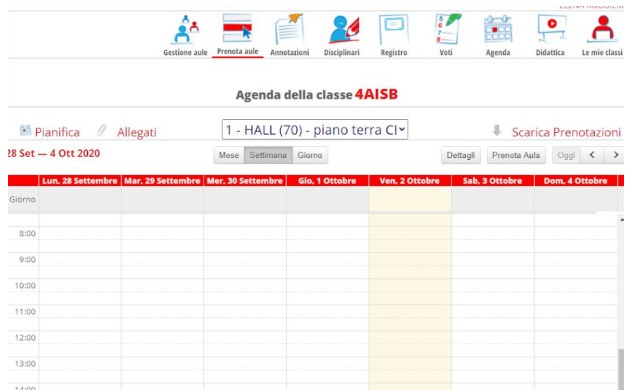 Gestione aule Prenota aule Annotazioni Disciplinari Registro Voti Agenda Didattica Le mie classi
Agenda della classe 4AISB
Pianifica Allegati 1 - HALL (70) - piano terra Cl Scarica Prenotazioni
28 Set — 4 Ott 2020 Mese Settimana Giorno Dettagli Prenota Aula Oggi < >
Lun, 28 Settembre Mar, 29 Settembre Mer, 30 Settembre Gio, 1 Ottobre Ven, 2 Ottobre Sab, 3 Ottobre Dom, 4 Ottobre
Giorno
8:00
9:00
10:00
11:00
12:00
13:00
14:00